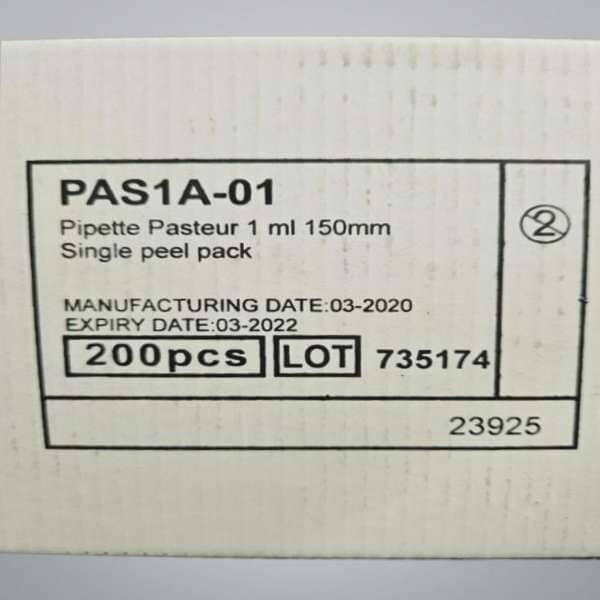 PAS1A-01
Pipette Pasteur 1 ml 150mm
Single peel pack
2
MANUFACTURING DATE:03-2020
EXPIRY DATE:03-2022
200pcs LOT 735174
23925